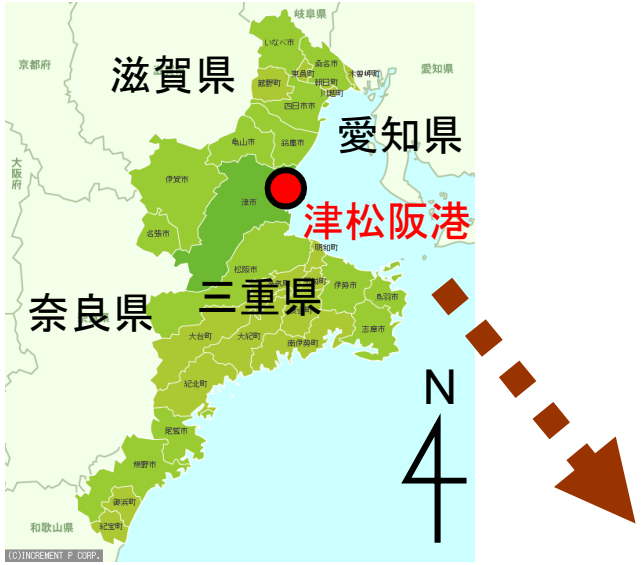 岐阜県
いなべ市
京都府
桑名市
愛知県
滋賀県
東員町
木曽岬町
菰野町
朝日町
川越町
四日市市
亀山市
鈴鹿市
愛知県
大阪府
伊賀市
津市
津松阪港
名張市
明和町
松阪市
伊勢市
鳥羽市
三重県
奈良県
志摩市
大台町
大紀町
南伊勢町
紀北町
N
尾鷲市
熊野市
御浜町
紀宝町
和歌山県
(C)INCREMENT P CORP.